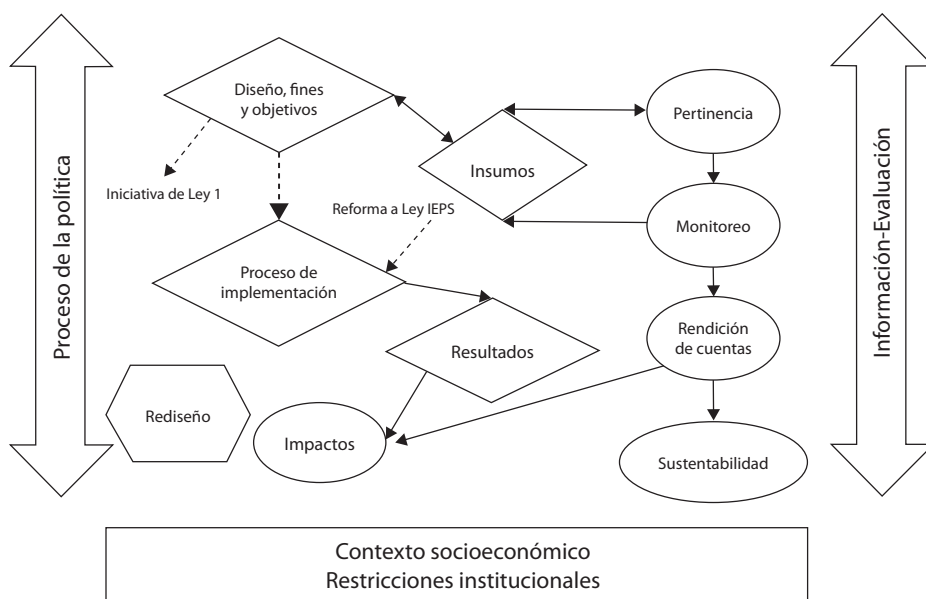 Proceso de la política
Diseño, fines
y objetivos
Iniciativa de Ley 1
Insumos
Pertinencia
Monitoreo
Reforma a Ley IEPS
Proceso de
implementación
Resultados
Rendición
de cuentas
Rediseño
Impactos
Sustentabilidad
Información-Evaluación
Contexto socioeconómico
Restricciones institucionales